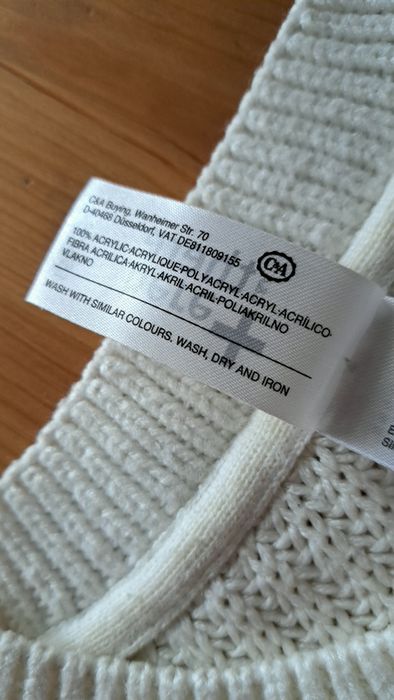 C&A Buying, Wanheimer Str. 70
D-40468 Düsseldorf. VAT DE811809155
C&A
100% ACRYLIC·ACRYLIQUE·POLYACRYL·ACRYL·ACRÍLICO·
FIBRA ACRILICA·AKRYL·AKRIL·ACRIL·POLIAKRILNO
VLAKNO
WASH WITH SIMILAR COLOURS, WASH, DRY AND IRON